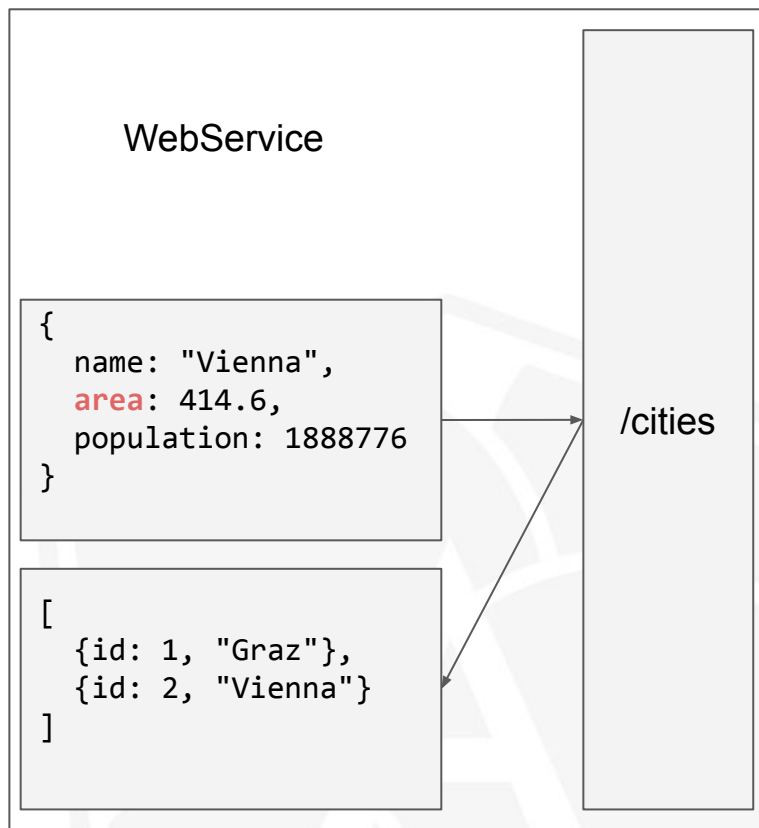 WebService
{
  name: "Vienna",
  area: 414.6,
  population: 1888776
}
/cities
[
  {id: 1, "Graz"},
  {id: 2, "Vienna"}
]